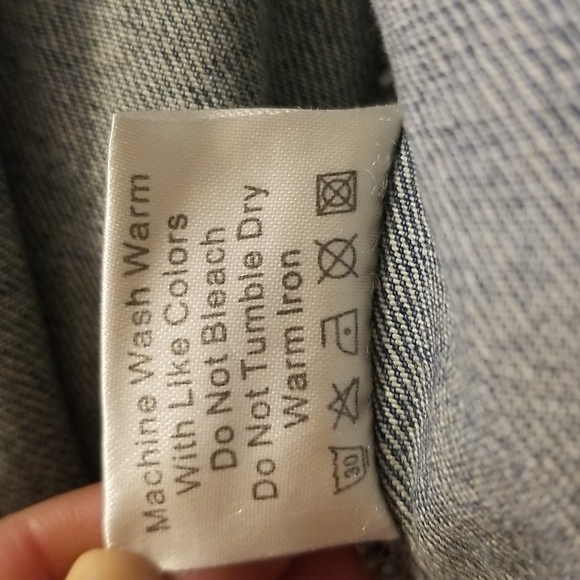 Machine Wash Warm
With Like Colors
Do Not Bleach
Do Not Tumble Dry
Warm Iron
30